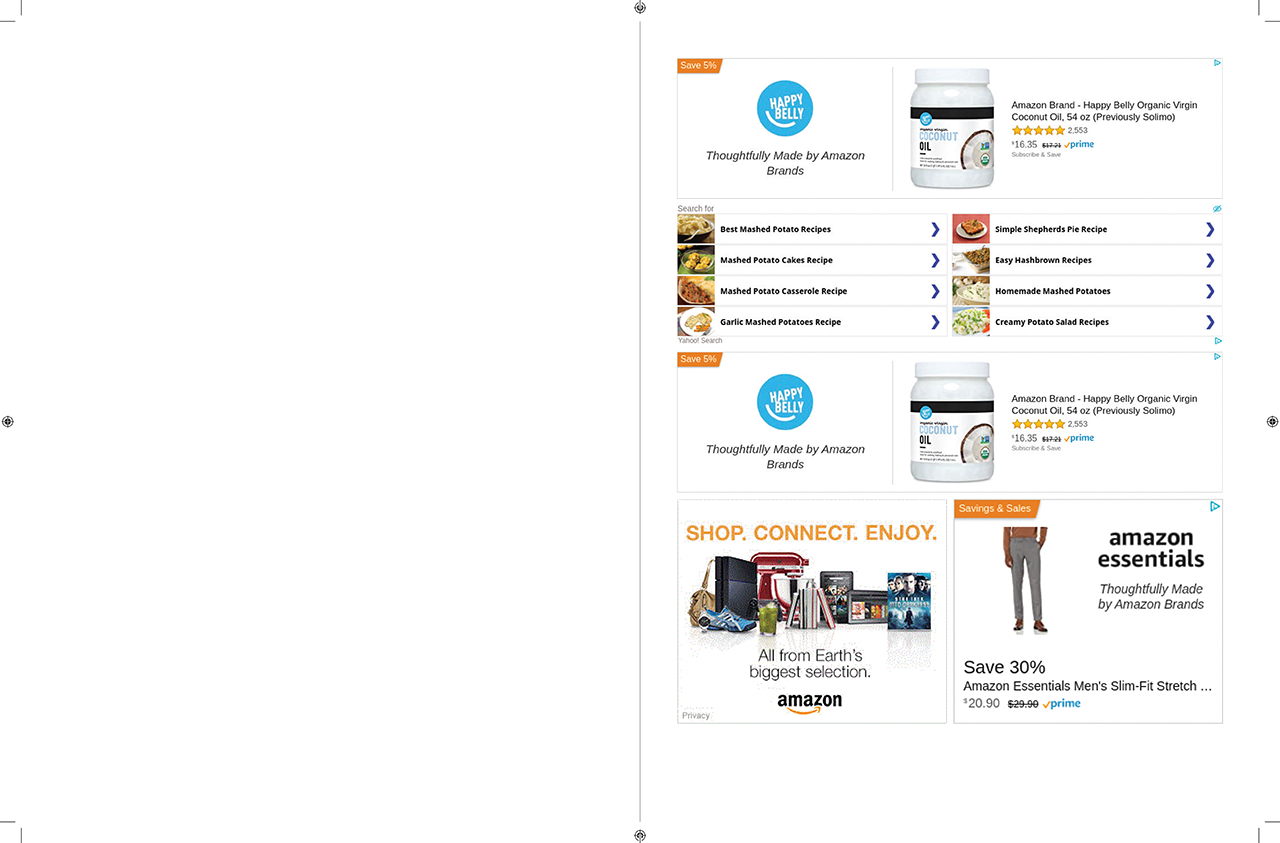 Save 5%
HAPPY
BELLY
Thoughtfully Made by Amazon
Brands
organic virgin
COCONUT
OIL
Amazon Brand - Happy Belly Organic Virgin
Coconut Oil, 54 oz (Previously Solimo)
2,553
$16.35 $17.21 prime
Subscribe & Save
Search for
Best Mashed Potato Recipes
Simple Shepherds Pie Recipe
Mashed Potato Cakes Recipe
Easy Hashbrown Recipes
Mashed Potato Casserole Recipe
Homemade Mashed Potatoes
Garlic Mashed Potatoes Recipe
Creamy Potato Salad Recipes
Yahoo! Search
Save 5%
HAPPY
BELLY
Thoughtfully Made by Amazon
Brands
organic virgin
COCONUT
OIL
Amazon Brand - Happy Belly Organic Virgin
Coconut Oil, 54 oz (Previously Solimo)
2,553
$16.35 $17.21 prime
Subscribe & Save
SHOP. CONNECT. ENJOY.
All from Earth's
biggest selection.
amazon
Privacy
Savings & Sales
amazon
essentials
Thoughtfully Made
by Amazon Brands
Save 30%
Amazon Essentials Men's Slim-Fit Stretch ...
$20.90 $29.90 prime